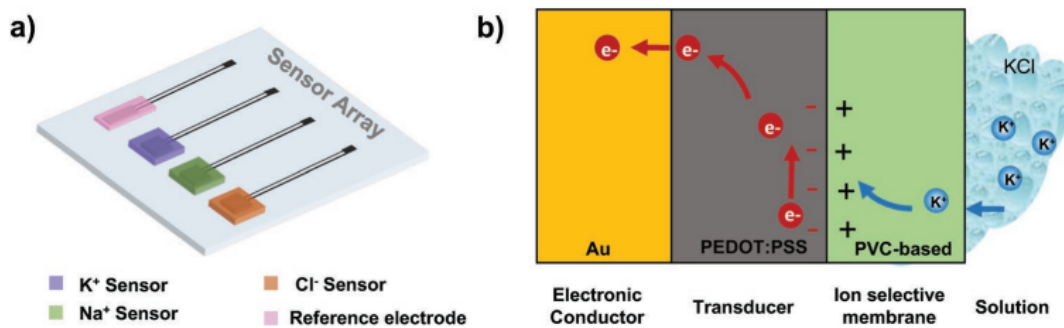 a)
Sensor Array
K⁺ Sensor
Na⁺ Sensor
Cl⁻ Sensor
Reference electrode
b)
e-
e-
e-
e-
KCl
K⁺
K⁺
K⁺
K⁺
−
−
−
−
+
+
+
+
Au
PEDOT:PSS
PVC-based
Electronic
Conductor
Transducer
Ion selective
membrane
Solution